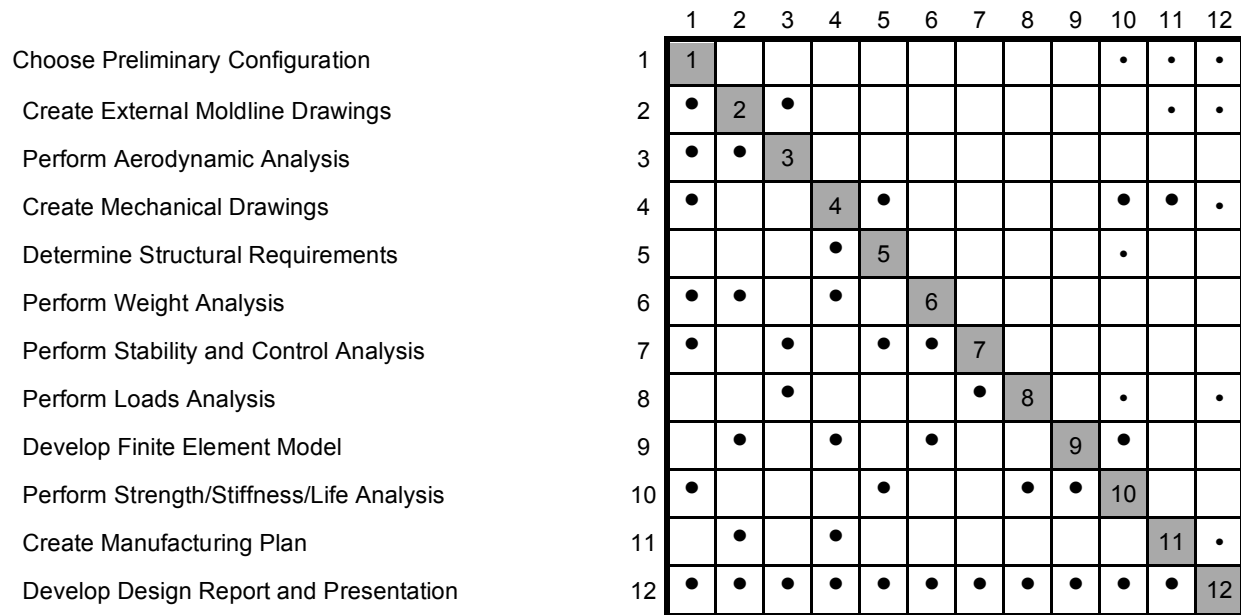 1 2 3 4 5 6 7 8 9 10 11 12
Choose Preliminary Configuration 1 1 • • •
Create External Moldline Drawings 2 • 2 • • •
Perform Aerodynamic Analysis 3 • • 3
Create Mechanical Drawings 4 • 4 • • • •
Determine Structural Requirements 5 • 5 •
Perform Weight Analysis 6 • • • 6
Perform Stability and Control Analysis 7 • • • • 7
Perform Loads Analysis 8 • • 8 • •
Develop Finite Element Model 9 • • • 9 •
Perform Strength/Stiffness/Life Analysis 10 • • • • 10
Create Manufacturing Plan 11 • • 11 •
Develop Design Report and Presentation 12 • • • • • • • • • • • 12